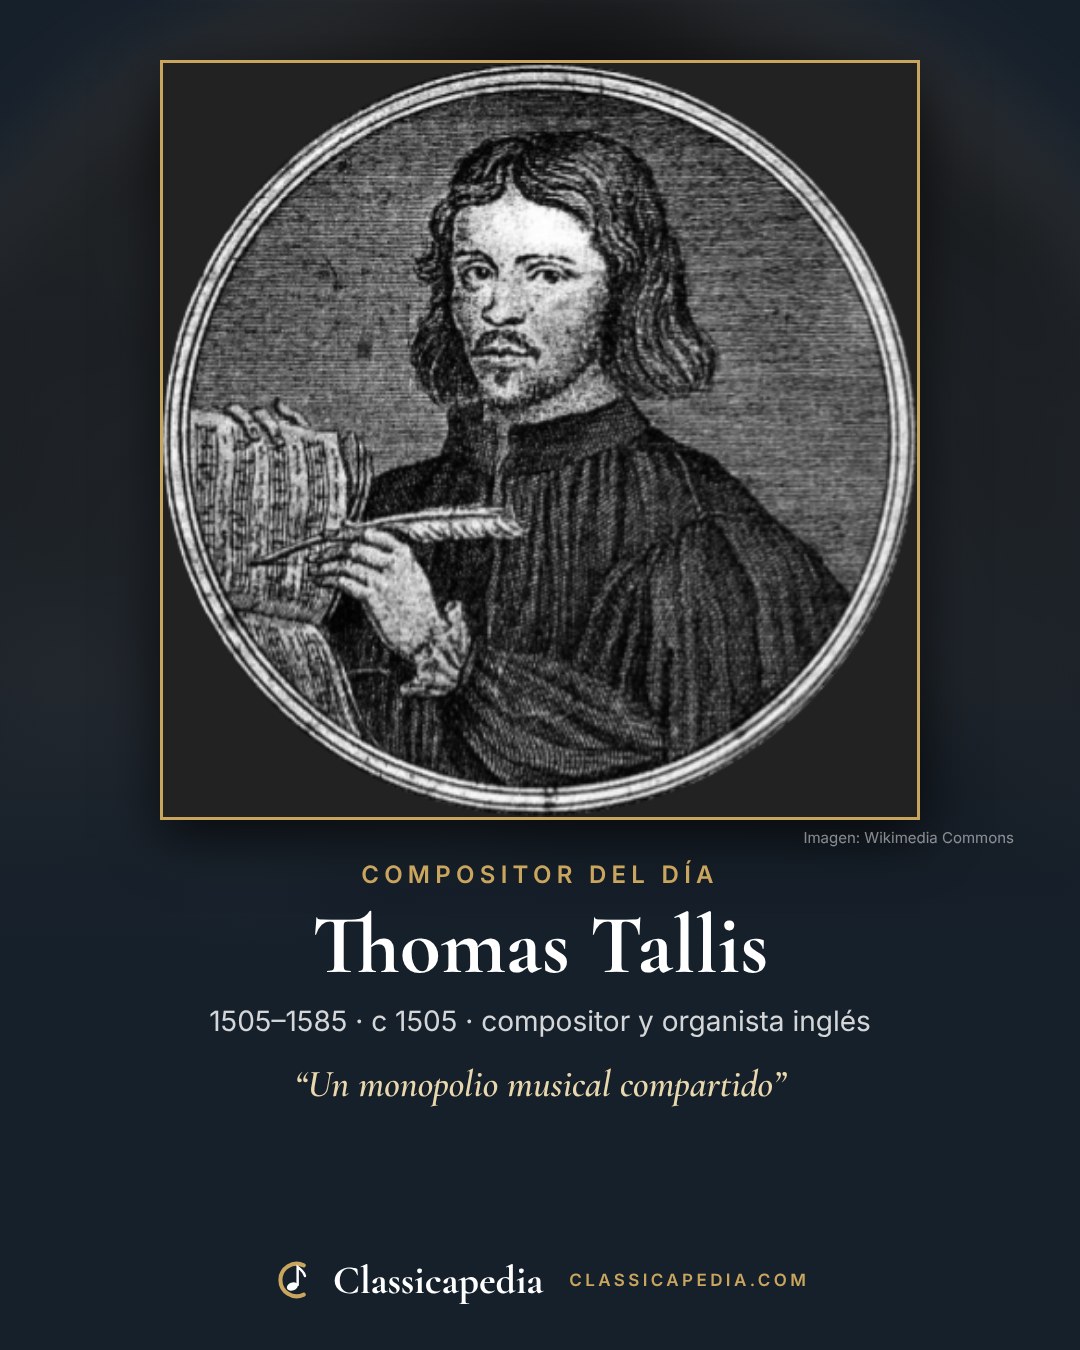 Imagen: Wikimedia Commons
COMPOSITOR DEL DÍA
Thomas Tallis
1505–1585 · c 1505 · compositor y organista inglés
“Un monopolio musical compartido”
Classicapedia CLASSICAPEDIA.COM